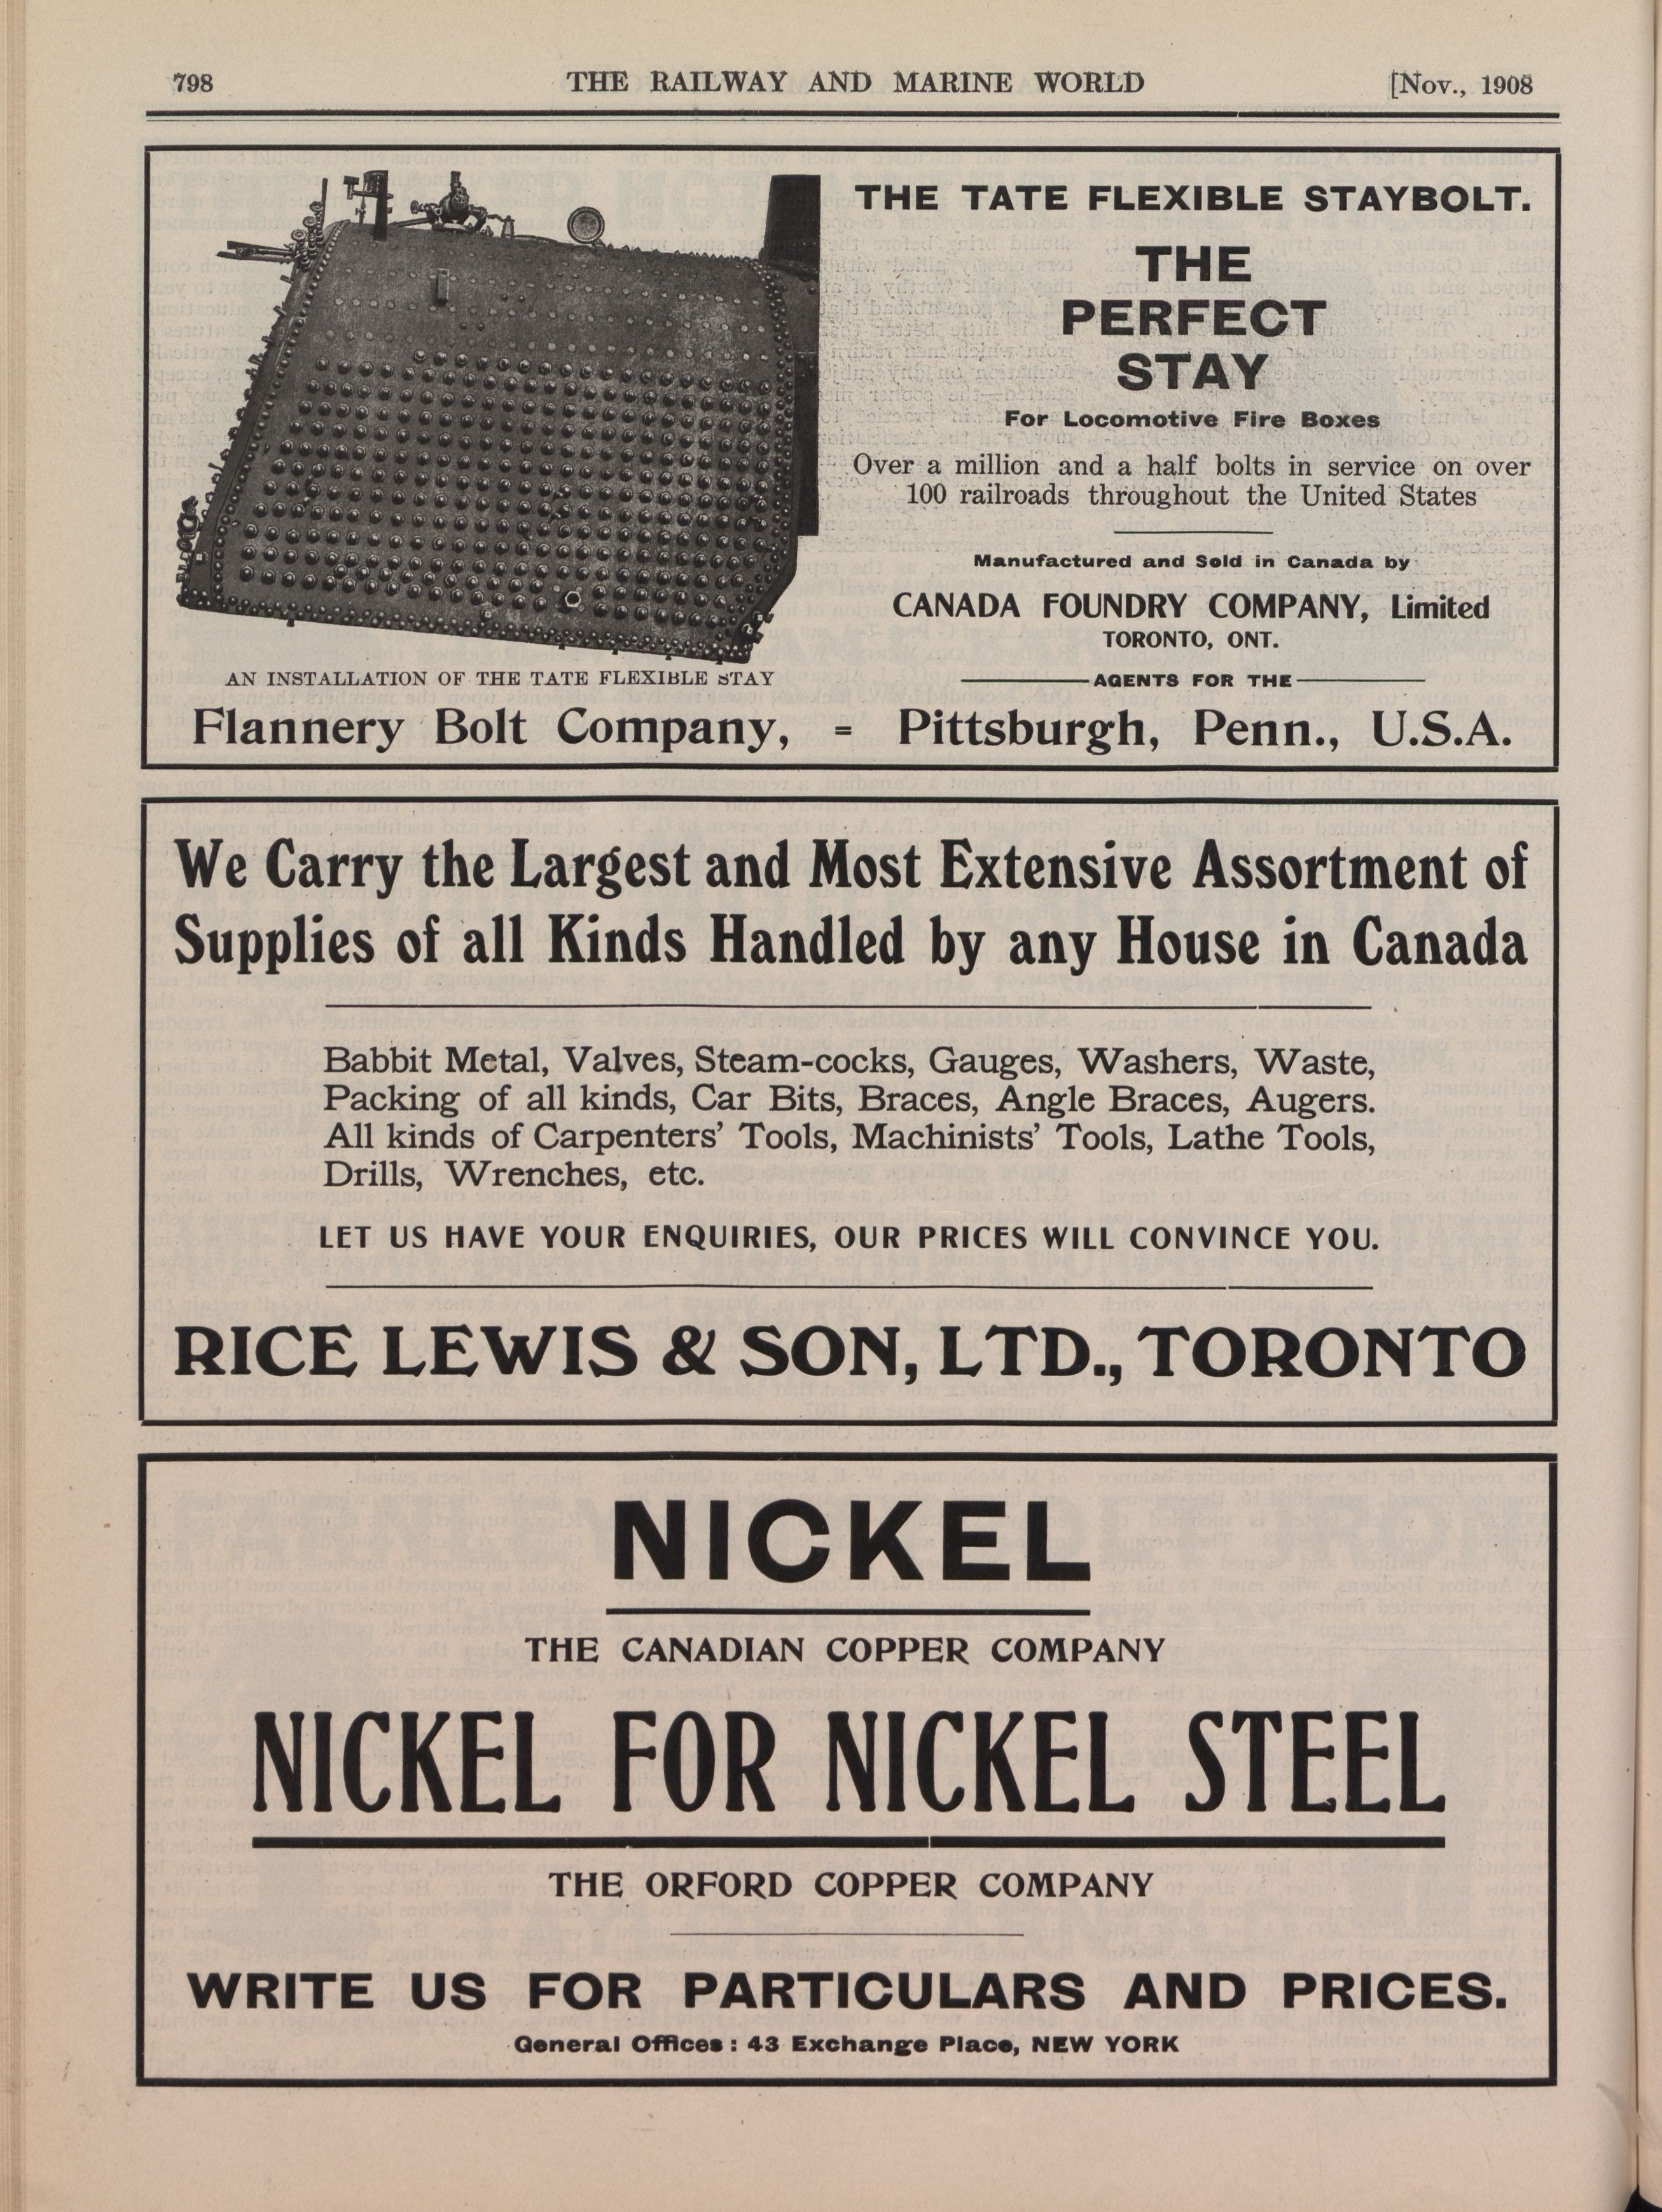 798 THE RAILWAY AND MARINE WORLD [Nov., 1908
THE TATE FLEXIBLE STAYBOLT.
THE
PERFECT
STAY
For Locomotive Fire Boxes
Over a million and a half bolts in service on over
100 railroads throughout the United States
Manufactured and Sold in Canada by
CANADA FOUNDRY COMPANY, Limited
TORONTO, ONT.
AN INSTALLATION OF THE TATE FLEXIBLE STAY
AGENTS FOR THE
Flannery Bolt Company, = Pittsburgh, Penn., U.S.A.
We Carry the Largest and Most Extensive Assortment of
Supplies of all Kinds Handled by any House in Canada
Babbit Metal, Valves, Steam-cocks, Gauges, Washers, Waste,
Packing of all kinds, Car Bits, Braces, Angle Braces, Augers.
All kinds of Carpenters' Tools, Machinists' Tools, Lathe Tools,
Drills, Wrenches, etc.
LET US HAVE YOUR ENQUIRIES, OUR PRICES WILL CONVINCE YOU.
RICE LEWIS & SON, LTD., TORONTO
NICKEL
THE CANADIAN COPPER COMPANY
NICKEL FOR NICKEL STEEL
THE ORFORD COPPER COMPANY
WRITE US FOR PARTICULARS AND PRICES.
General Offices : 43 Exchange Place, NEW YORK